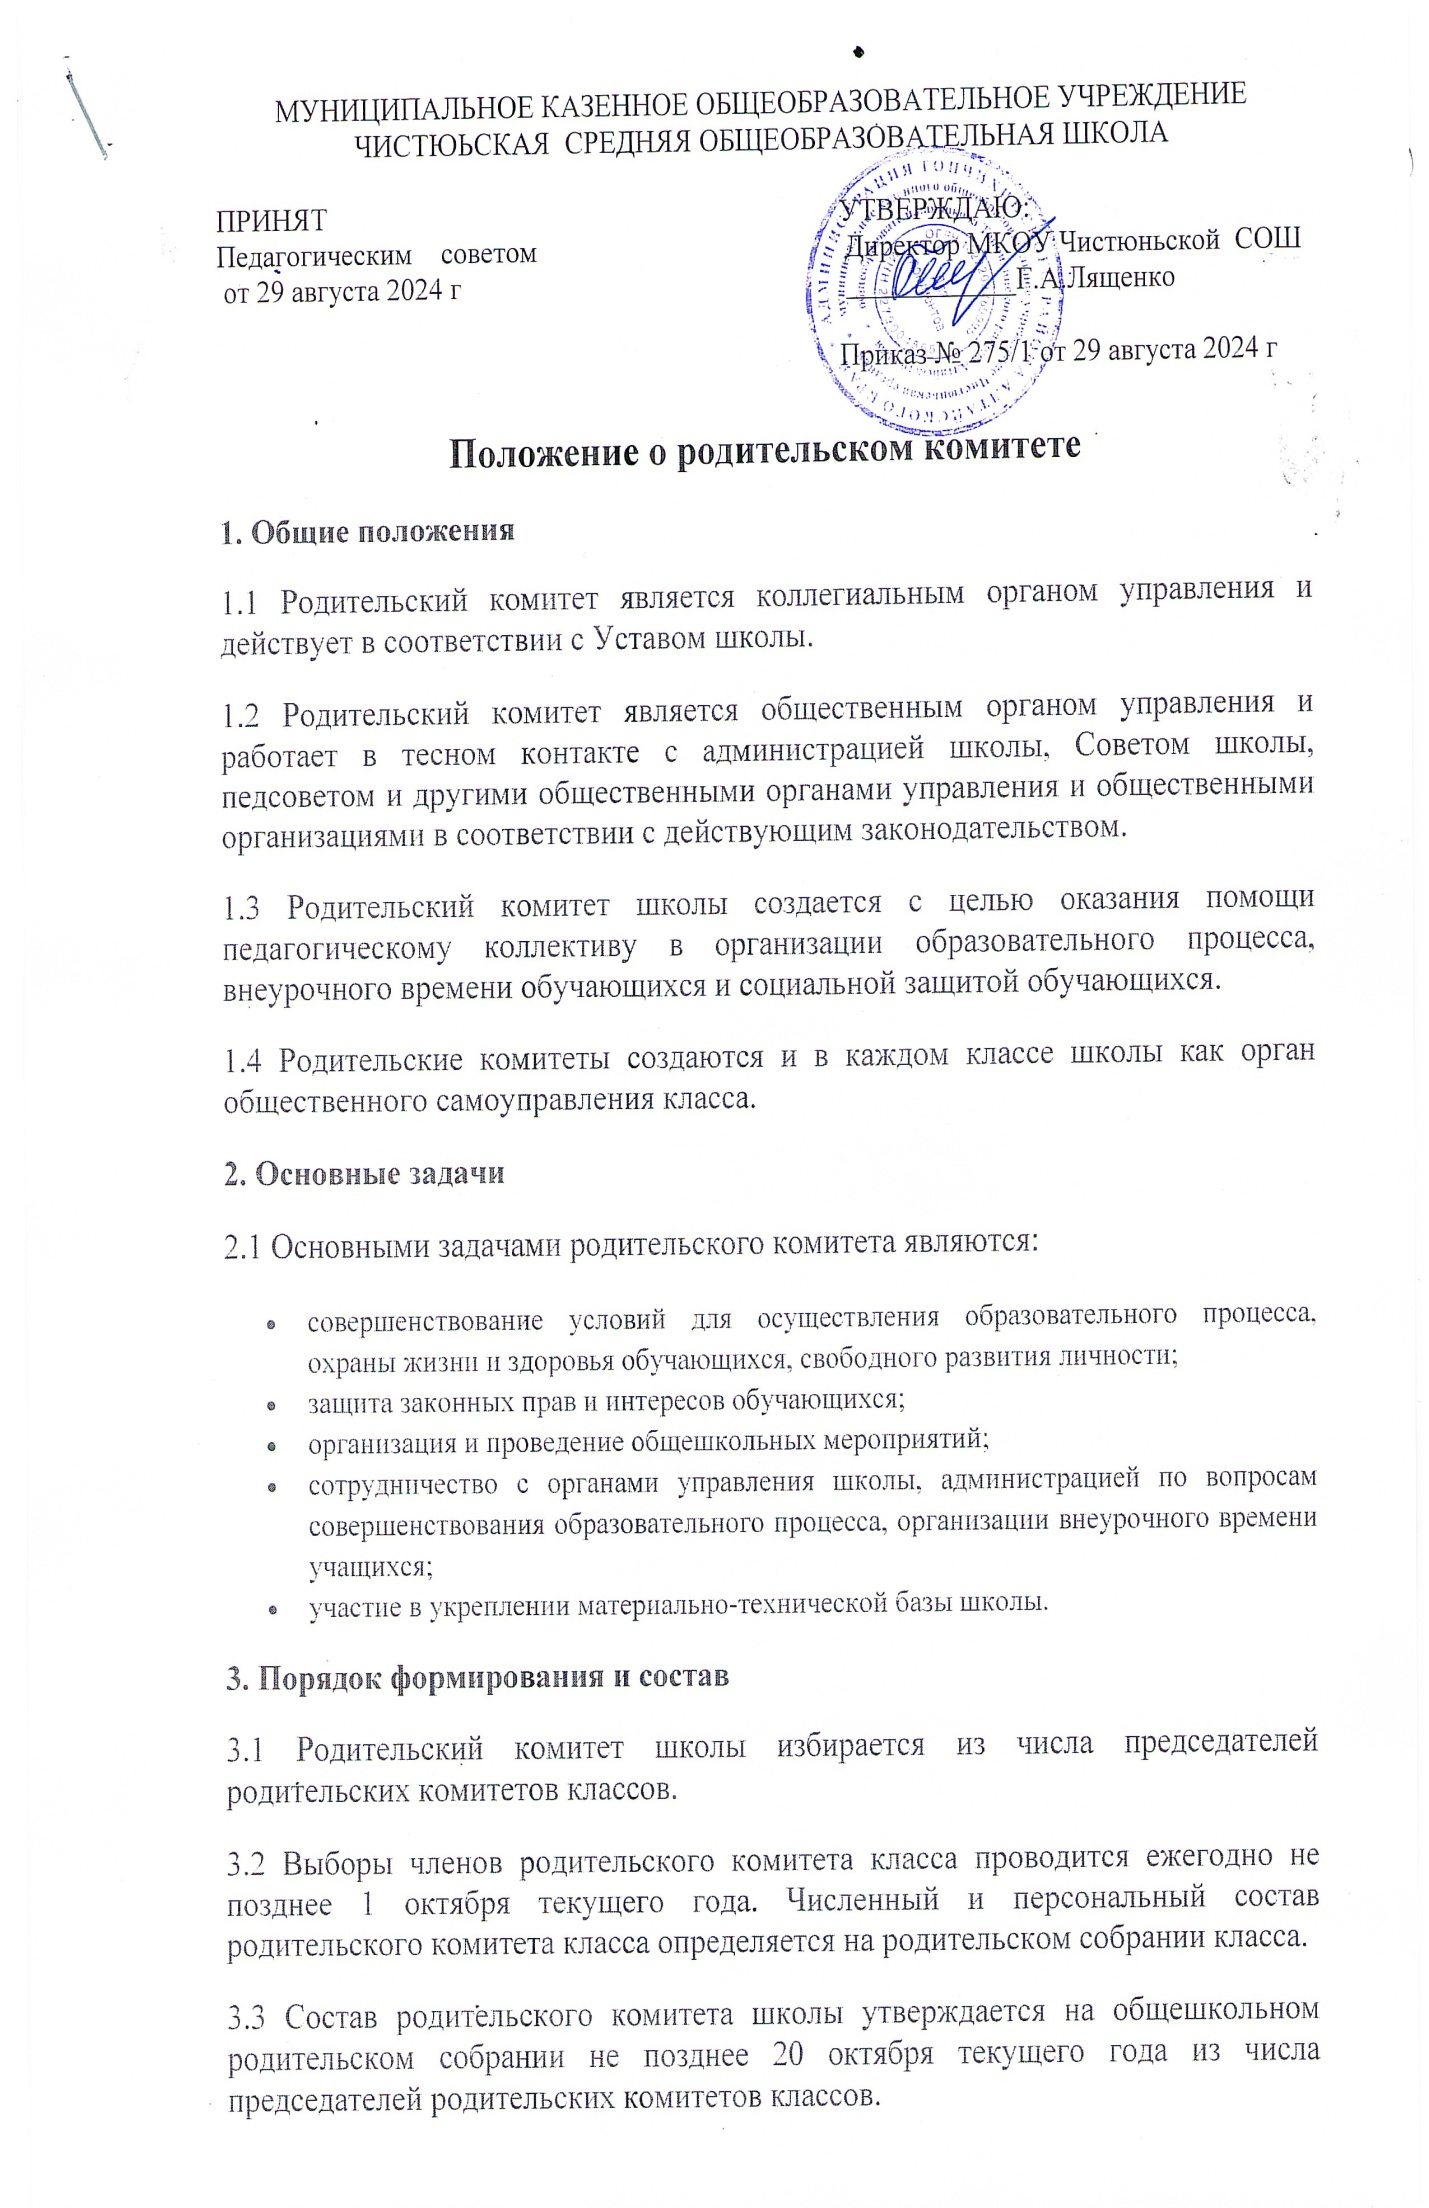 МУНИЦИПАЛЬНОЕ КАЗЕННОЕ ОБЩЕОБРАЗОВАТЕЛЬНОЕ УЧРЕЖДЕНИЕ
ЧИСТЮЬСКАЯ СРЕДНЯЯ ОБЩЕОБРАЗОВАТЕЛЬНАЯ ШКОЛА
ПРИНЯТ
Педагогическим советом
от 29 августа 2024 г
УТВЕРЖДАЮ:
Директор МКОУ Чистюньской СОШ
Г.А.Лященко
Приказ № 275/1 от 29 августа 2024 г
Положение о родительском комитете
1. Общие положения
1.1 Родительский комитет является коллегиальным органом управления и
действует в соответствии с Уставом школы.
1.2 Родительский комитет является общественным органом управления и
работает в тесном контакте с администрацией школы, Советом школы,
педсоветом и другими общественными органами управления и общественными
организациями в соответствии с действующим законодательством.
1.3 Родительский комитет школы создается с целью оказания помощи
педагогическому коллективу в организации образовательного процесса,
внеурочного времени обучающихся и социальной защитой обучающихся.
1.4 Родительские комитеты создаются и в каждом классе школы как орган
общественного самоуправления класса.
2. Основные задачи
2.1 Основными задачами родительского комитета являются:
• совершенствование условий для осуществления образовательного процесса,
охраны жизни и здоровья обучающихся, свободного развития личности;
• защита законных прав и интересов обучающихся;
• организация и проведение общешкольных мероприятий;
• сотрудничество с органами управления школы, администрацией по вопросам
совершенствования образовательного процесса, организации внеурочного времени
учащихся;
• участие в укреплении материально-технической базы школы.
3. Порядок формирования и состав
3.1 Родительский комитет школы избирается из числа председателей
родительских комитетов классов.
3.2 Выборы членов родительского комитета класса проводится ежегодно не
позднее 1 октября текущего года. Численный и персональный состав
родительского комитета класса определяется на родительском собрании класса.
3.3 Состав родительского комитета школы утверждается на общешкольном
родительском собрании не позднее 20 октября текущего года из числа
председателей родительских комитетов классов.